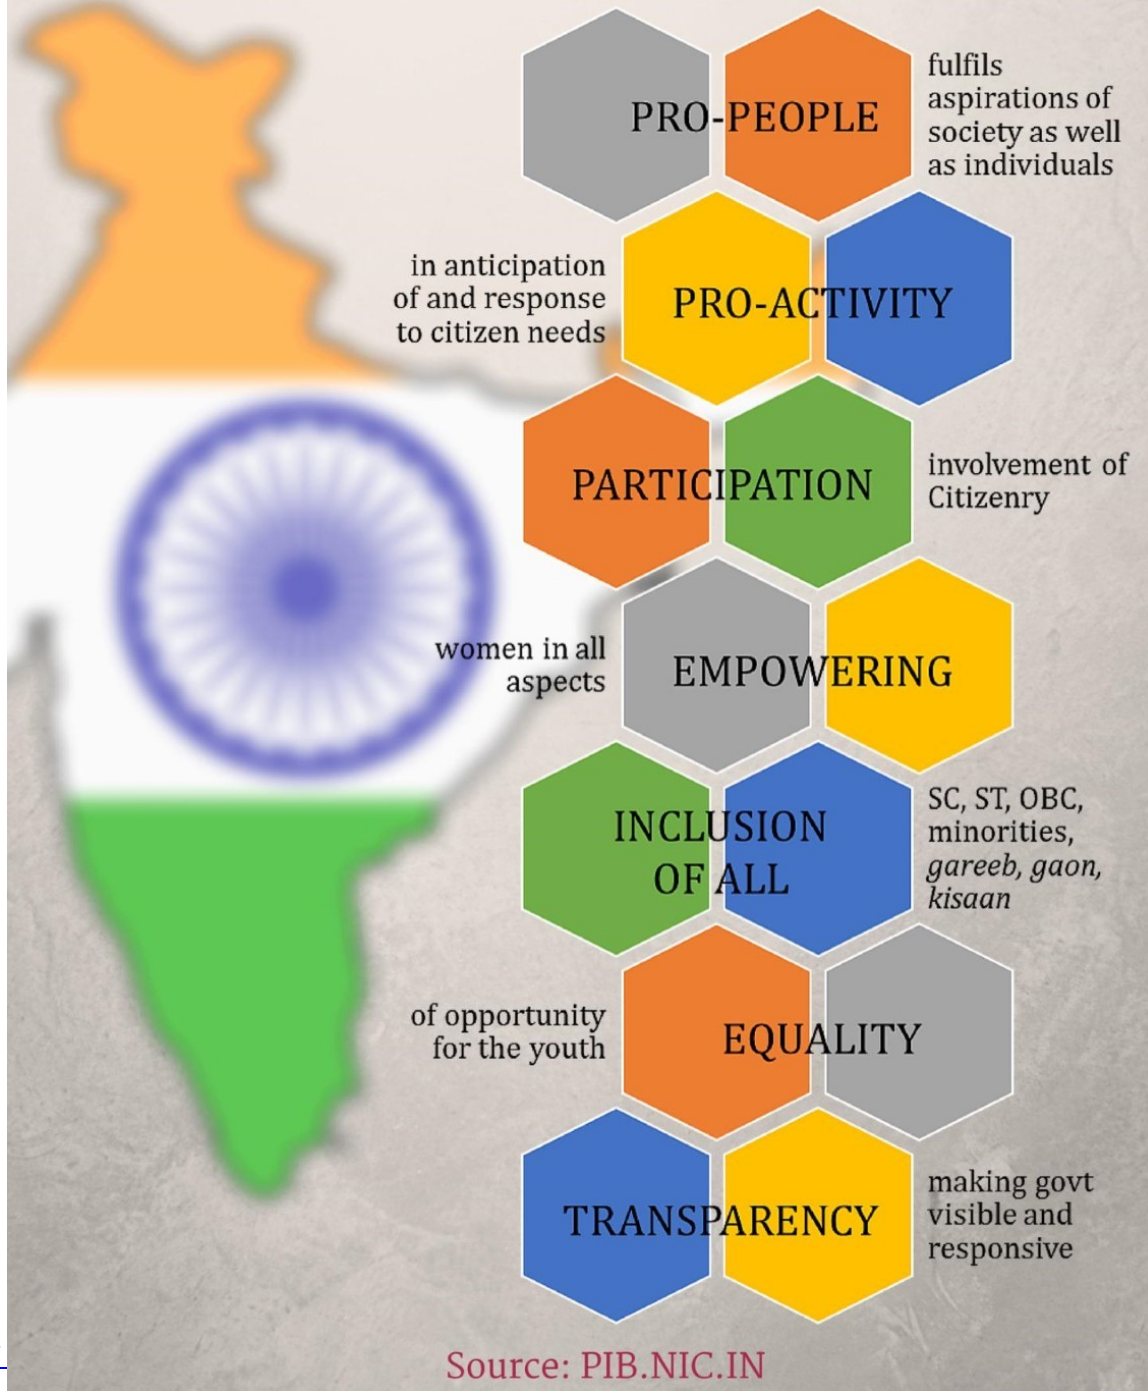 PRO-PEOPLE
fulfils
aspirations of
society as well
as individuals
in anticipation
of and response
to citizen needs
PRO-ACTIVITY
PARTICIPATION
involvement of
Citizenry
women in all
aspects
EMPOWERING
INCLUSION
OF ALL
SC, ST, OBC,
minorities,
gareeb, gaon,
kisaan
of opportunity
for the youth
EQUALITY
TRANSPARENCY
making govt
visible and
responsive
Source: PIB.NIC.IN